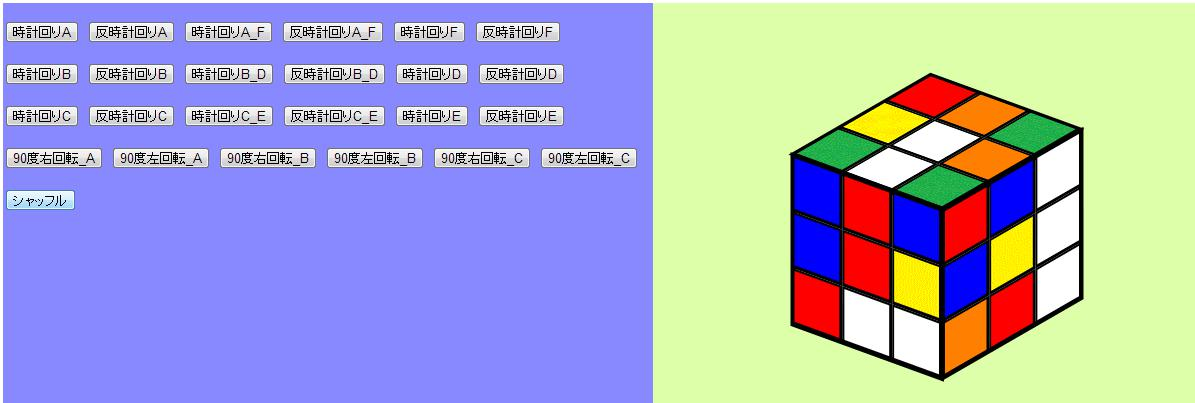 時計回りA 反時計回りA 時計回りA_F 反時計回りA_F 時計回りF 反時計回りF
時計回りB 反時計回りB 時計回りB_D 反時計回りB_D 時計回りD 反時計回りD
時計回りC 反時計回りC 時計回りC_E 反時計回りC_E 時計回りE 反時計回りE
90度右回転_A 90度左回転_A 90度右回転_B 90度左回転_B 90度右回転_C 90度左回転_C
シャッフル